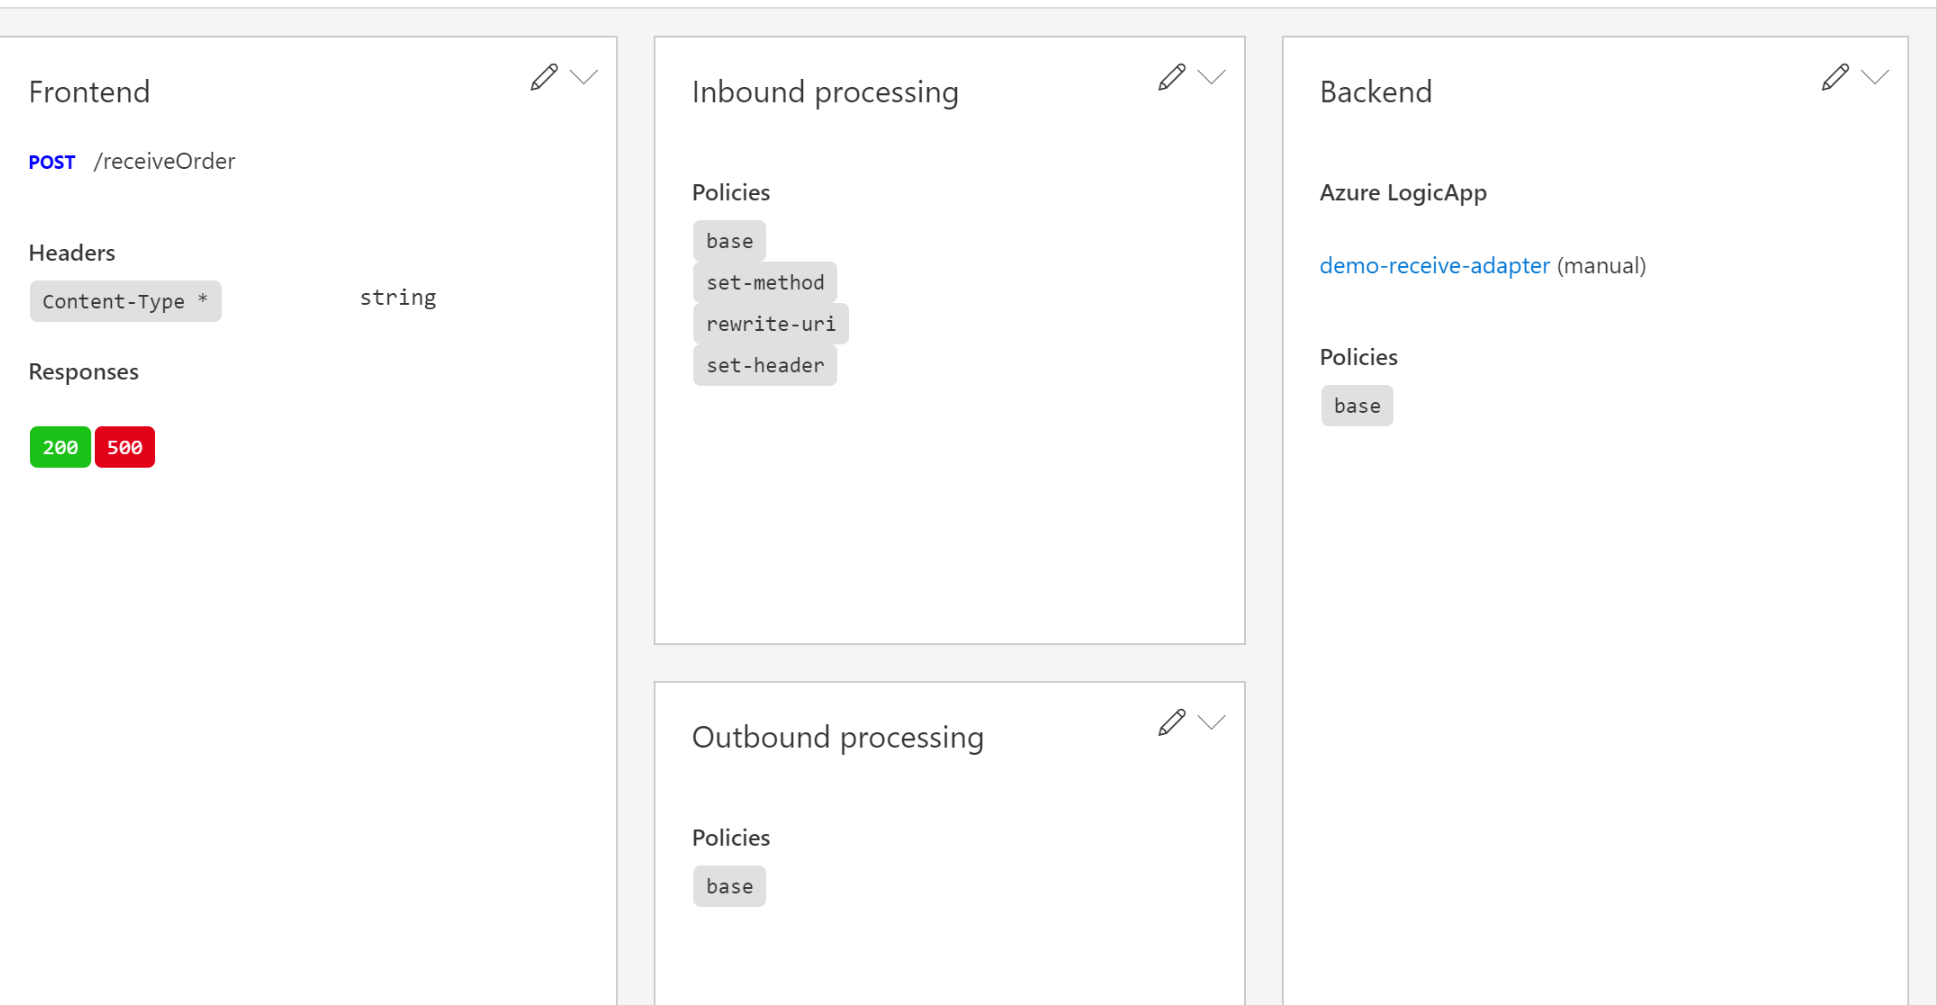 Frontend
POST /receiveOrder
Headers
Content-Type * string
Responses
200 500
Inbound processing
Policies
base
set-method
rewrite-uri
set-header
Outbound processing
Policies
base
Backend
Azure LogicApp
demo-receive-adapter (manual)
Policies
base